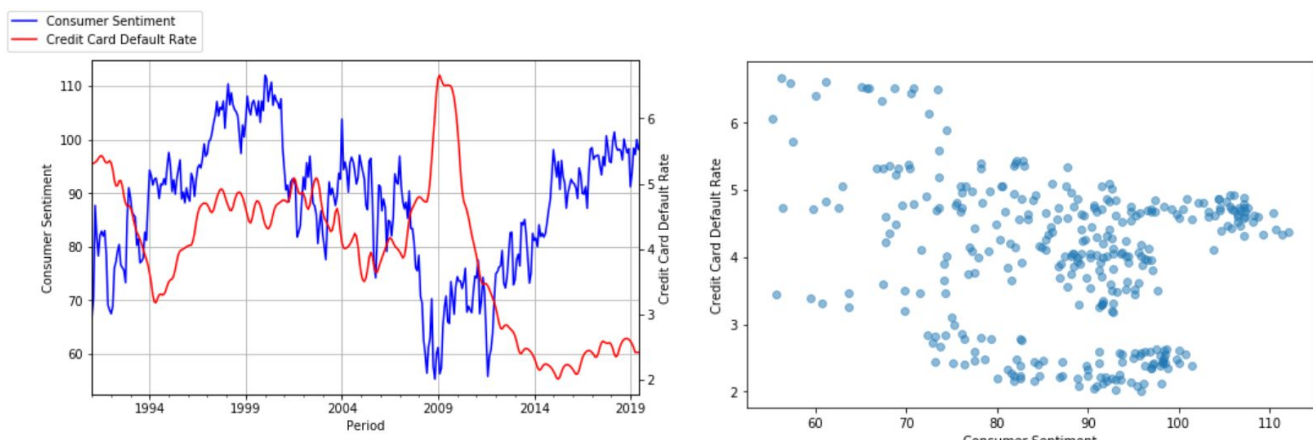 Consumer Sentiment
Credit Card Default Rate
110
100
90
80
70
60
Consumer Sentiment
6
5
4
3
2
Credit Card Default Rate
1994 1999 2004 2009 2014 2019
Period
6
5
4
3
2
Credit Card Default Rate
60 70 80 90 100 110
Consumer Sentiment